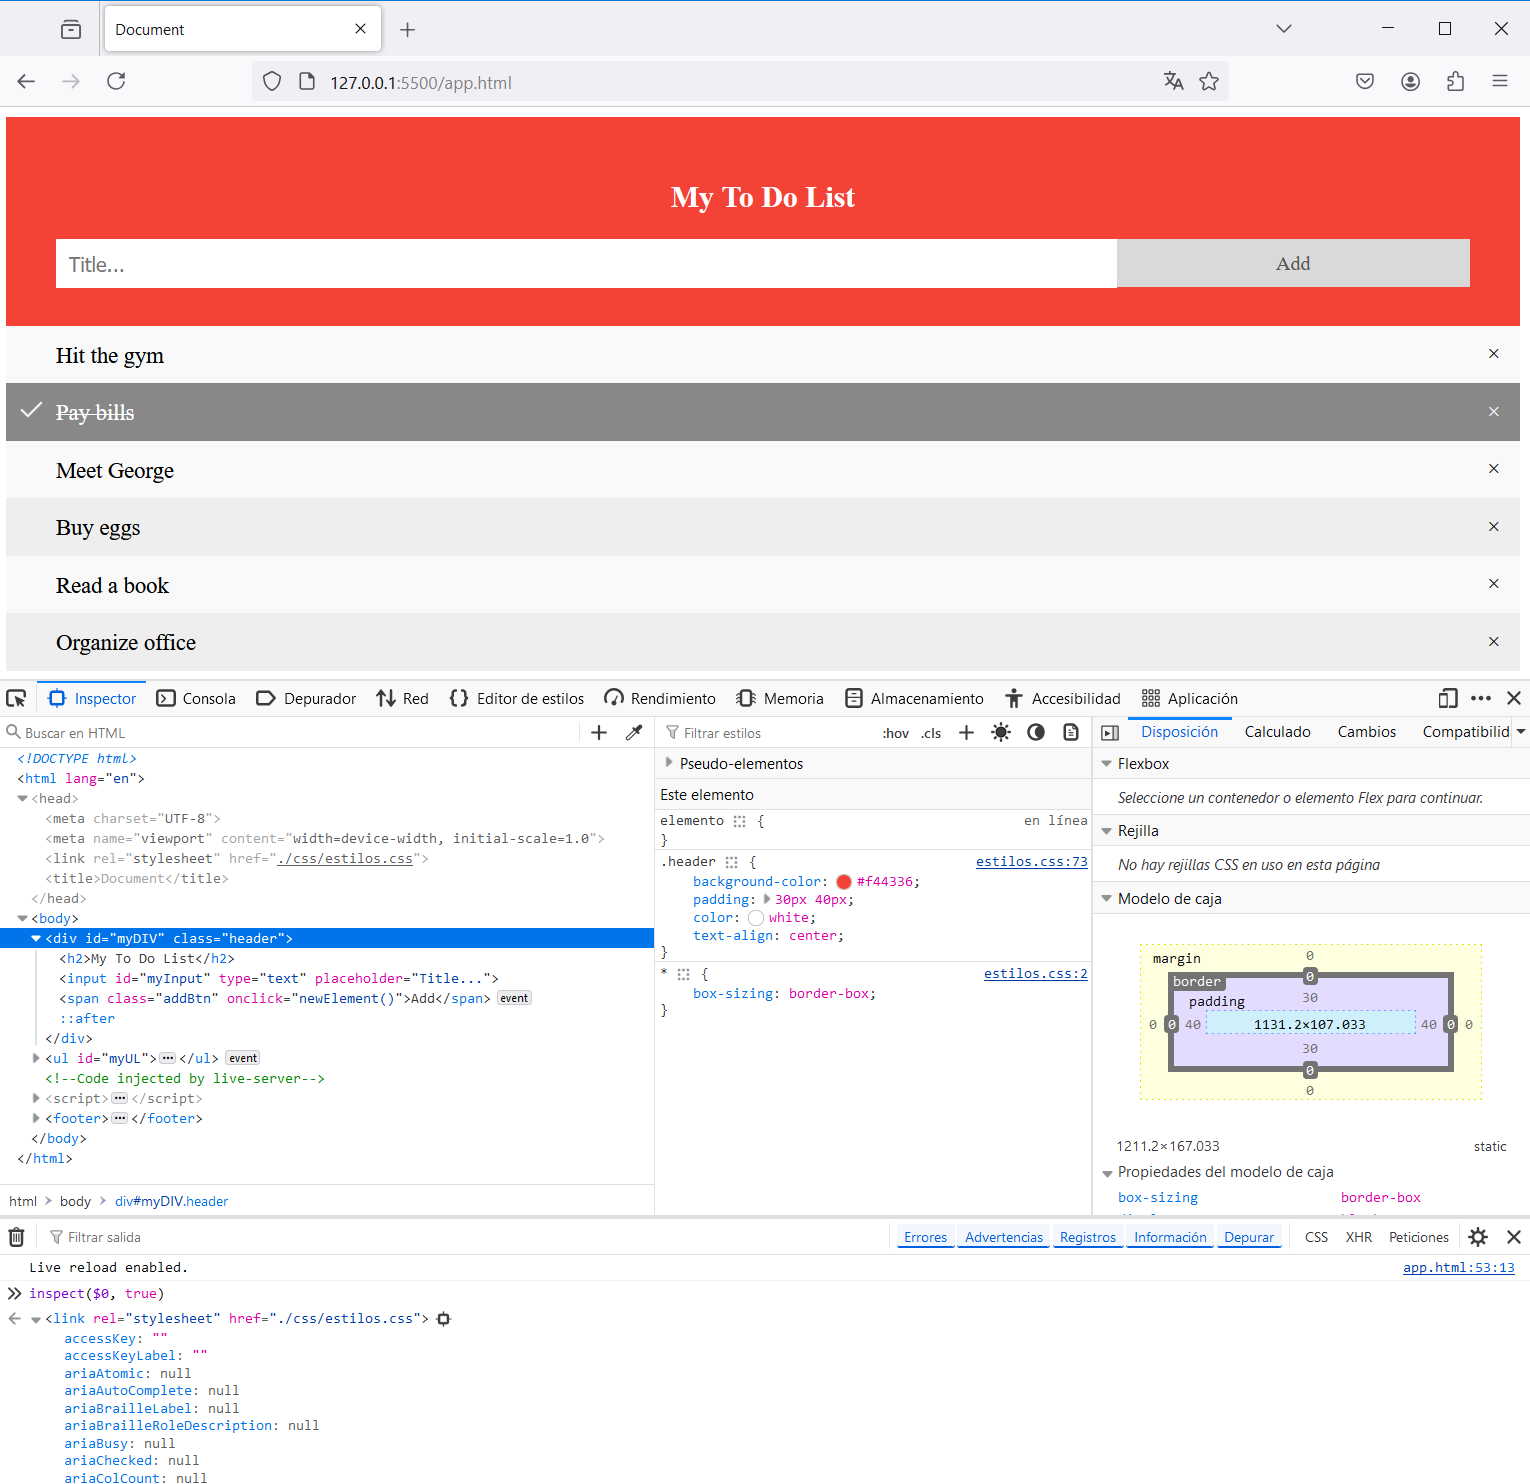 Document
127.0.0.1:5500/app.html
My To Do List
Title...
Add
Hit the gym
Pay bills
Meet George
Buy eggs
Read a book
Organize office
Inspector Consola Depurador Red Editor de estilos Rendimiento Memoria Almacenamiento Accesibilidad Aplicación
Buscar en HTML
<!DOCTYPE html>
<html lang="en">
<head>
<meta charset="UTF-8">
<meta name="viewport" content="width=device-width, initial-scale=1.0">
<link rel="stylesheet" href="./css/estilos.css">
<title>Document</title>
</head>
<body>
<div id="myDIV" class="header">
<h2>My To Do List</h2>
<input id="myInput" type="text" placeholder="Title...">
<span class="addBtn" onclick="newElement()">Add</span> event
::after
</div>
<ul id="myUL"> ••• </ul> event
<!--Code injected by live-server-->
<script> ••• </script>
<footer> ••• </footer>
</body>
</html>
html > body > div#myDIV.header
Filtrar estilos :hov .cls
Pseudo-elementos
Este elemento
elemento { en línea
}
.header { estilos.css:73
background-color: #f44336;
padding: 30px 40px;
color: white;
text-align: center;
}
* { estilos.css:2
box-sizing: border-box;
}
Disposición Calculado Cambios Compatibilid
Flexbox
Seleccione un contenedor o elemento Flex para continuar.
Rejilla
No hay rejillas CSS en uso en esta página
Modelo de caja
margin 0
border 0
padding 30
0 0 40 1131.2×107.033 40 0 0
30
0
0
1211.2×167.033 static
Propiedades del modelo de caja
box-sizing border-box
Filtrar salida Errores Advertencias Registros Información Depurar CSS XHR Peticiones
Live reload enabled. app.html:53:13
inspect($0, true)
<link rel="stylesheet" href="./css/estilos.css">
accessKey: ""
accessKeyLabel: ""
ariaAtomic: null
ariaAutoComplete: null
ariaBrailleLabel: null
ariaBrailleRoleDescription: null
ariaBusy: null
ariaChecked: null
ariaColCount: null